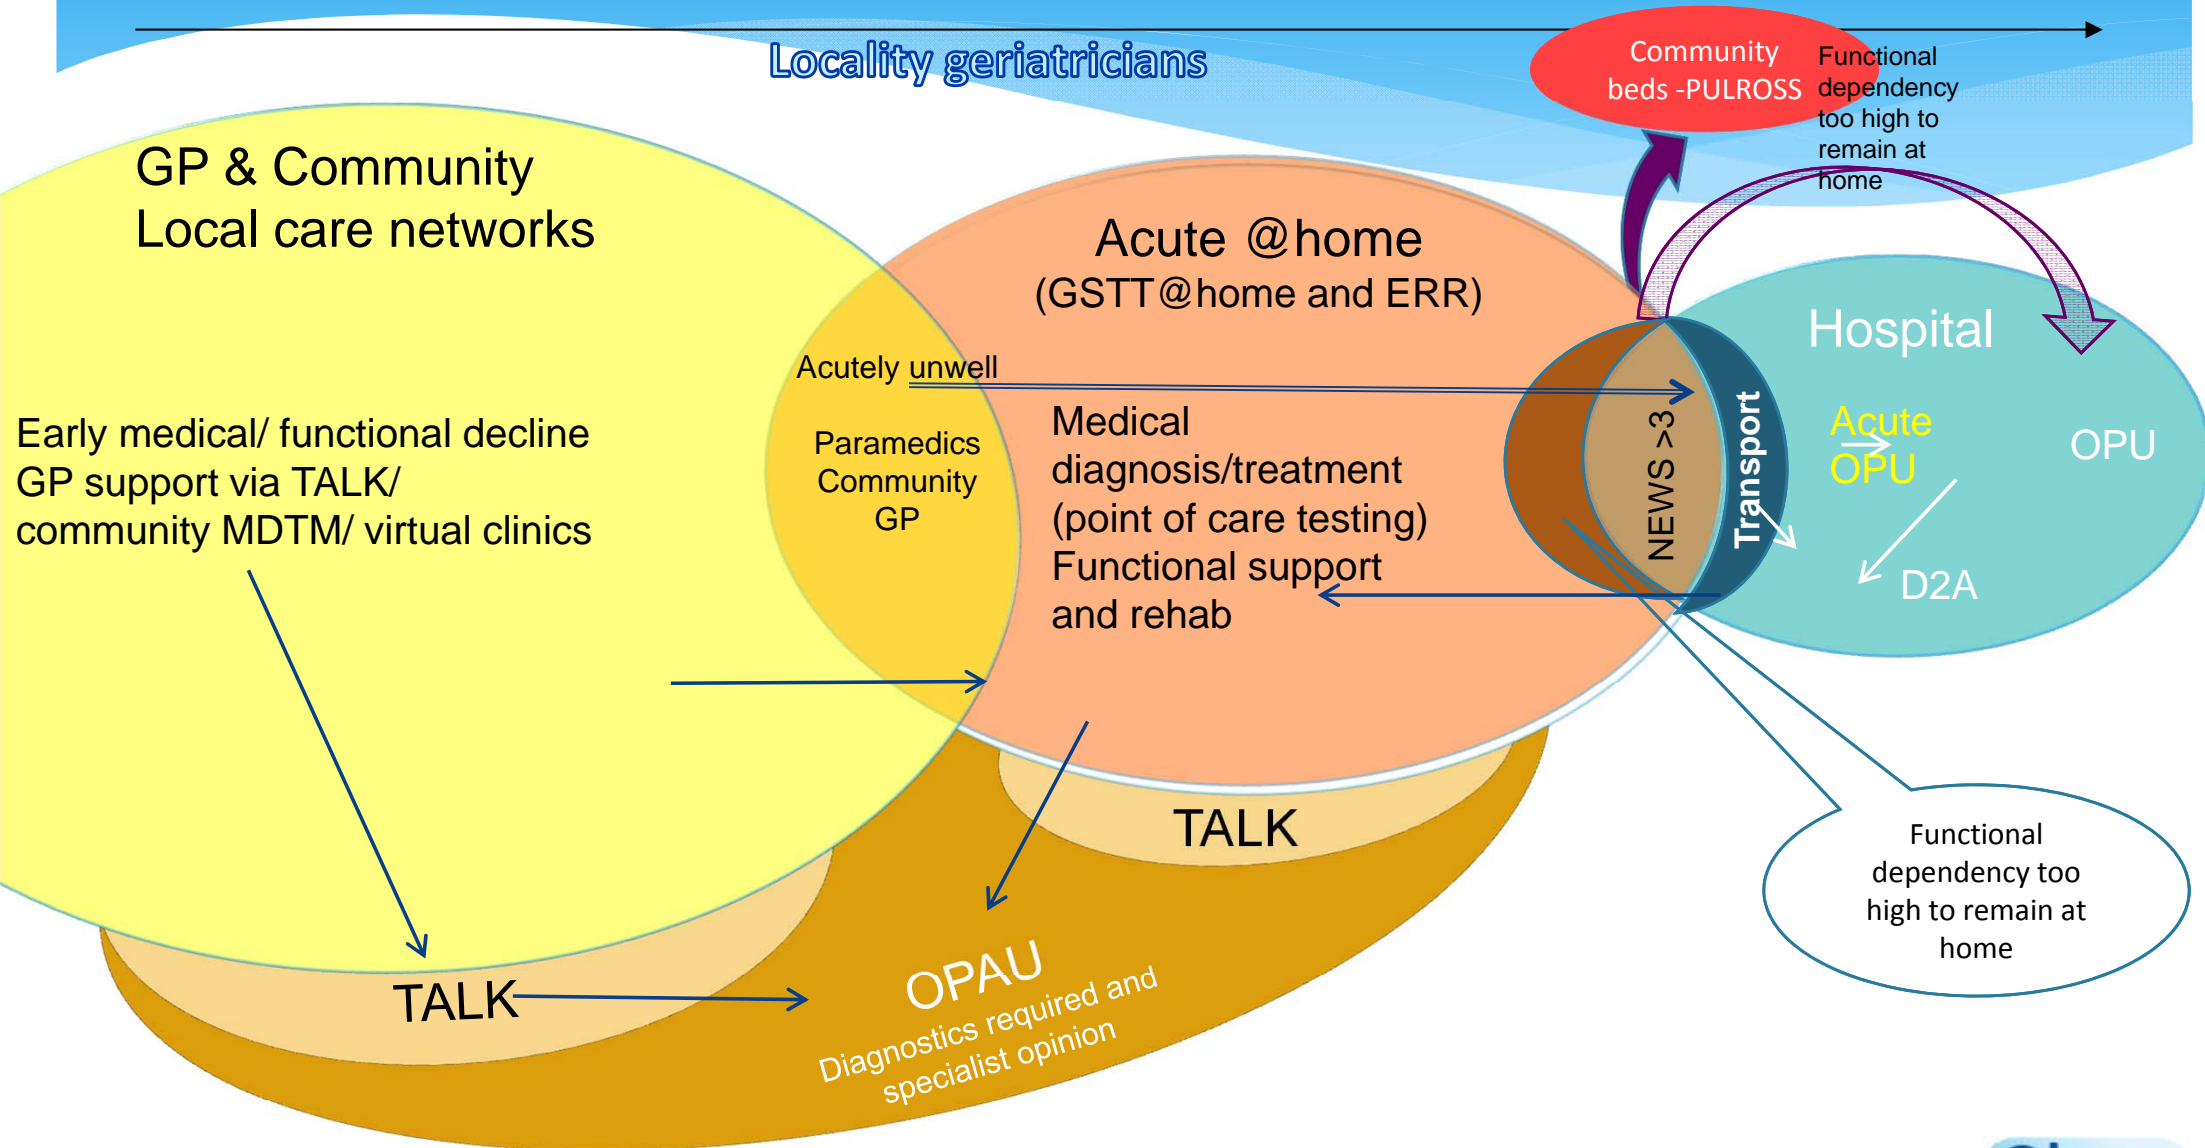 Locality geriatricians
Community
beds -PULROSS
Functional
dependency
too high to
remain at
home
GP & Community
Local care networks
Acute @home
(GSTT@home and ERR)
Hospital
Acutely unwell
Paramedics
Community
GP
Early medical/ functional decline
GP support via TALK/
community MDTM/ virtual clinics
Medical
diagnosis/treatment
(point of care testing)
Functional support
and rehab
NEWS >3
Transport
Acute
OPU
OPU
D2A
TALK
TALK
OPAU
Diagnostics required and
specialist opinion
Functional
dependency too
high to remain at
home